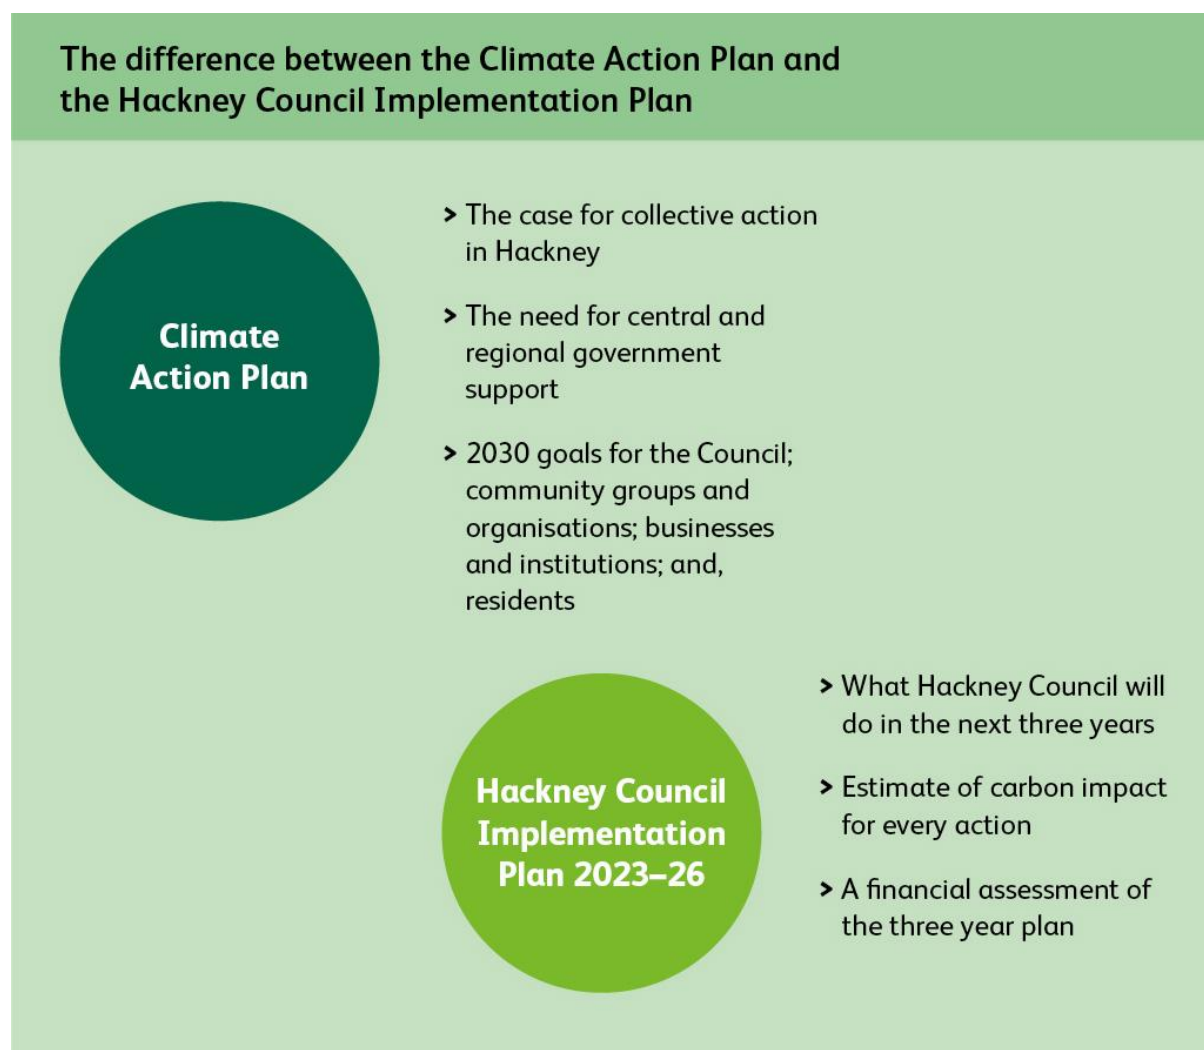 The difference between the Climate Action Plan and
the Hackney Council Implementation Plan
Climate
Action Plan
> The case for collective action
in Hackney
> The need for central and
regional government
support
> 2030 goals for the Council;
community groups and
organisations; businesses
and institutions; and,
residents
Hackney Council
Implementation
Plan 2023–26
> What Hackney Council will
do in the next three years
> Estimate of carbon impact
for every action
> A financial assessment of
the three year plan